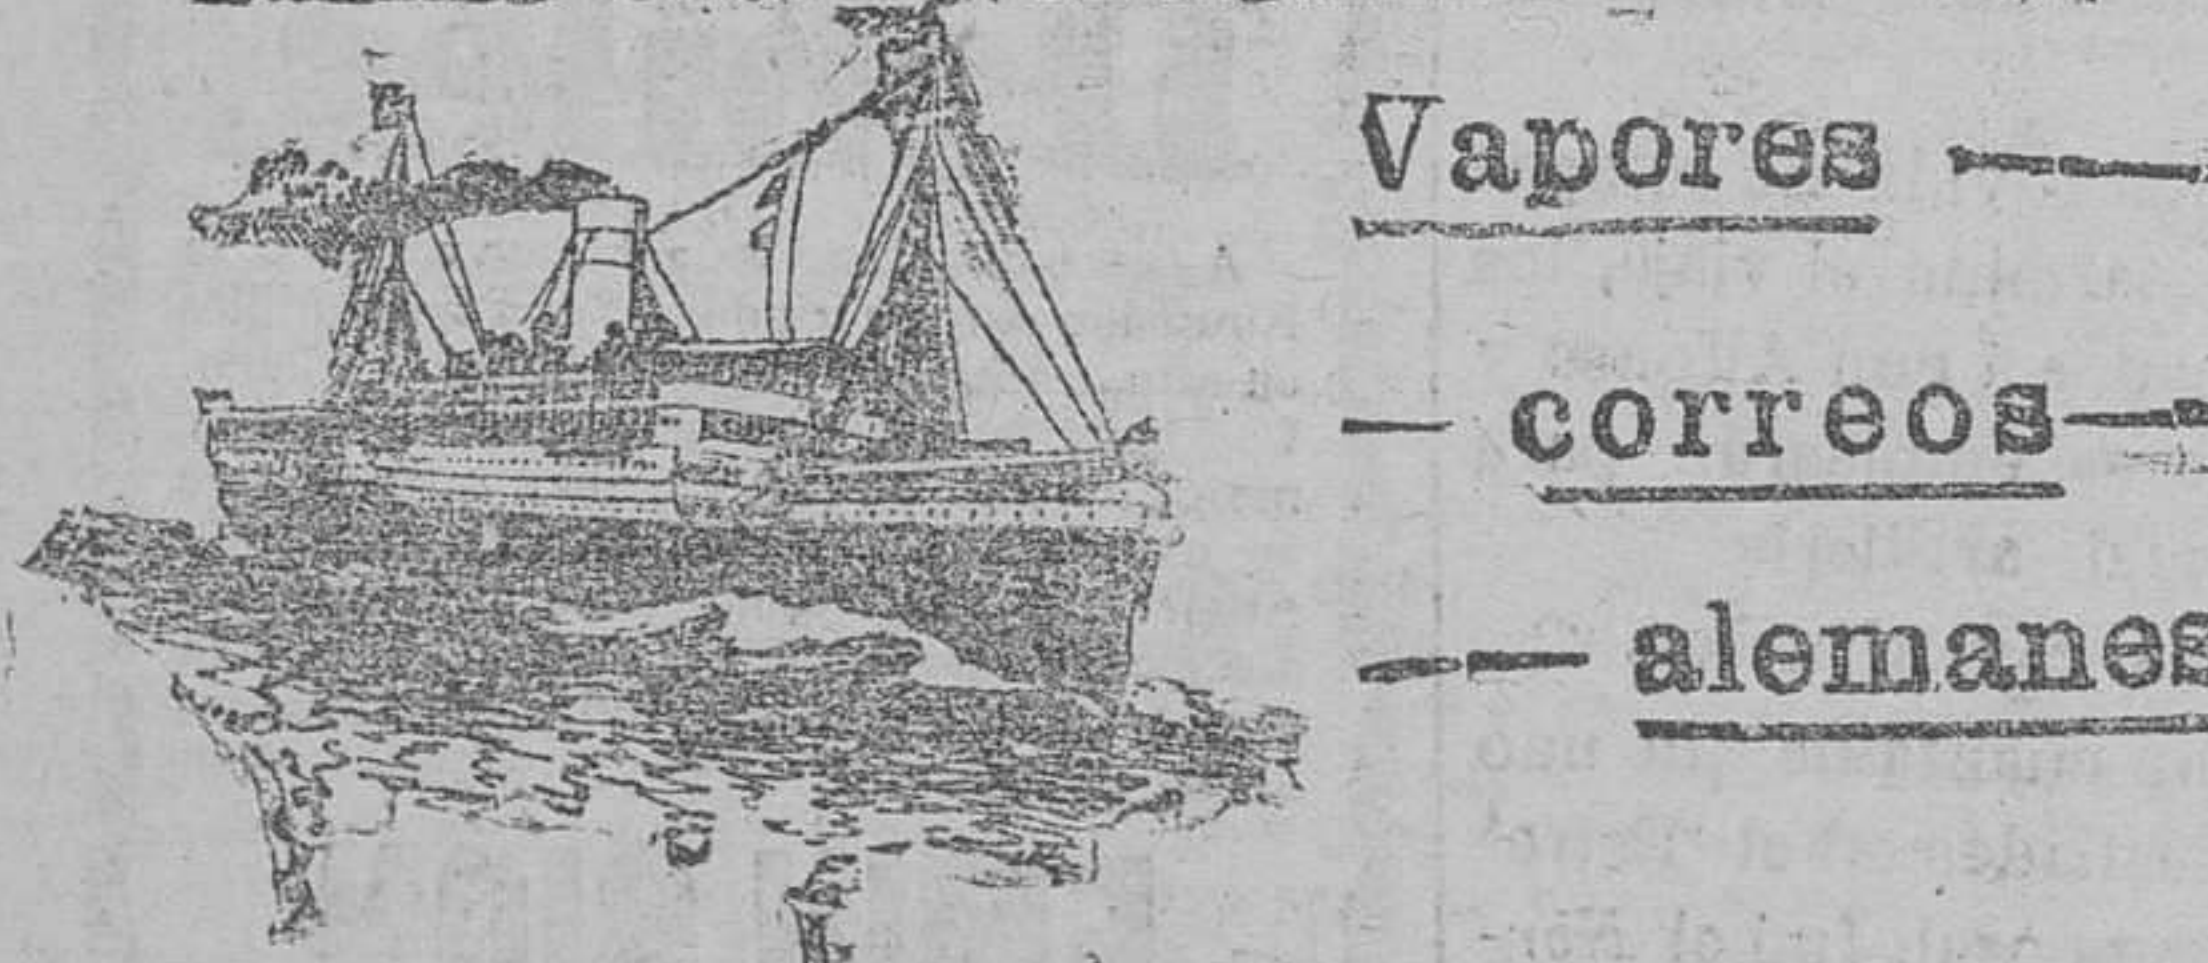 Vapores —
— correos —
— alemanes